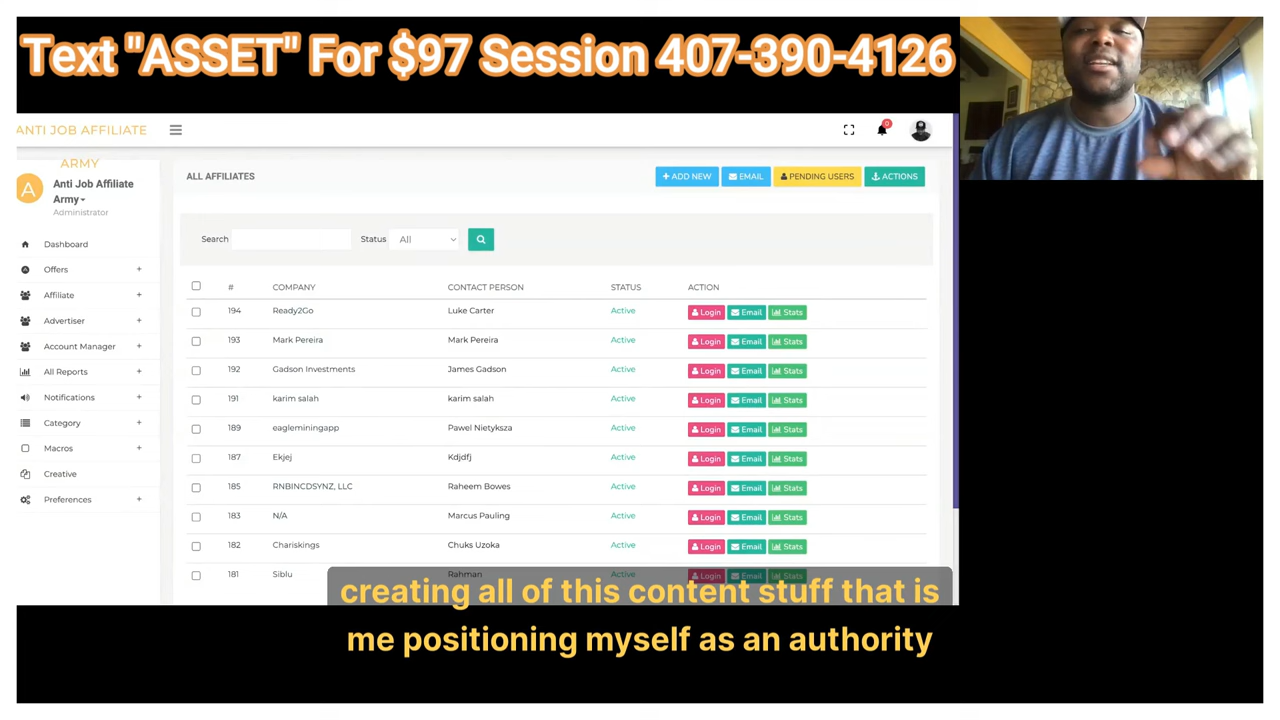 Text "ASSET" For $97 Session 407-390-4126
ANTI JOB AFFILIATE
ARMY
0
A
Anti Job Affiliate
Army
Administrator
Dashboard
Offers +
Affiliate +
Advertiser +
Account Manager +
All Reports +
Notifications +
Category +
Macros +
Creative
Preferences +
ALL AFFILIATES
+ ADD NEW EMAIL PENDING USERS ACTIONS
Search Status All
# COMPANY CONTACT PERSON STATUS ACTION
194 Ready2Go Luke Carter Active Login Email Stats
193 Mark Pereira Mark Pereira Active Login Email Stats
192 Gadson Investments James Gadson Active Login Email Stats
191 karim salah karim salah Active Login Email Stats
189 eagleminingapp Pawel Nietyksza Active Login Email Stats
187 Ekjej Kdjdfj Active Login Email Stats
185 RNBINCDSYNZ, LLC Raheem Bowes Active Login Email Stats
183 N/A Marcus Pauling Active Login Email Stats
182 Chariskings Chuks Uzoka Active Login Email Stats
181 Siblu Rahman Active Login Email Stats
creating all of this content stuff that is
me positioning myself as an authority